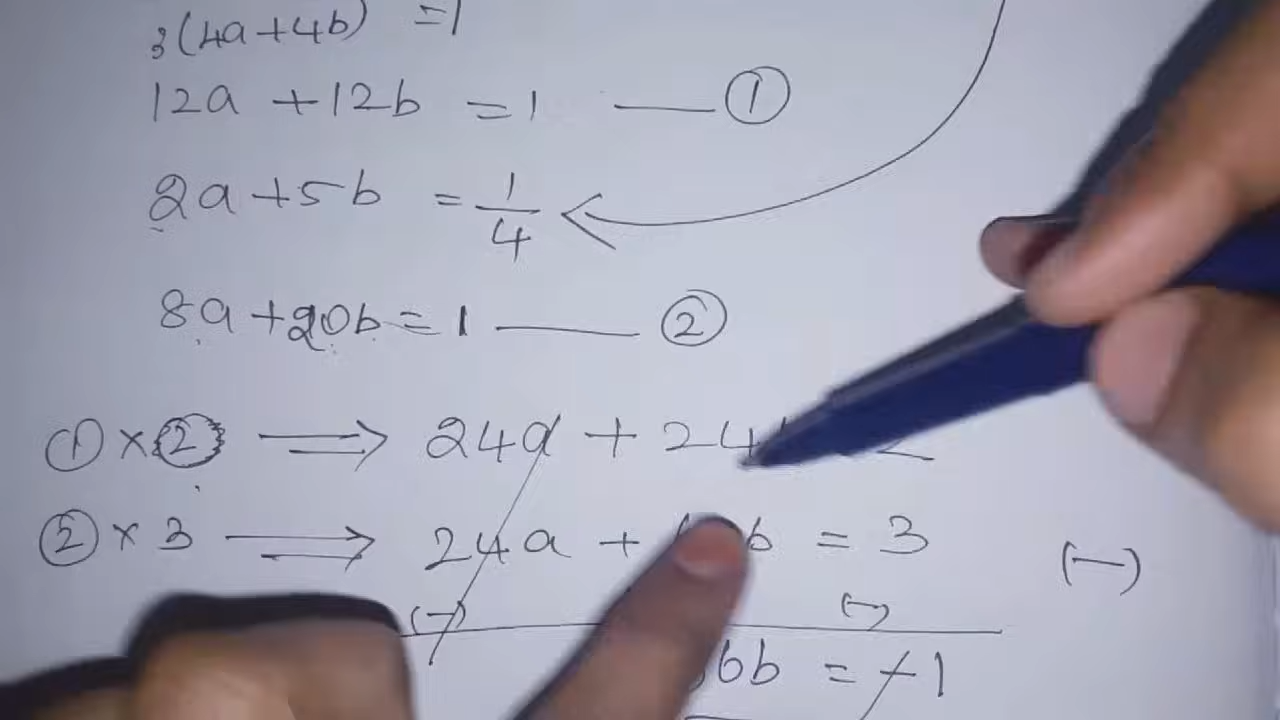 3(4a+4b) =1
12a +12b =1 —— ①
2a+5b = 1/4
8a+20b=1 —— ②
① × ② ⟹ 24a + 24
② × 3 ⟹ 24a + b = 3 (−)
(−) (−)
6b = −1